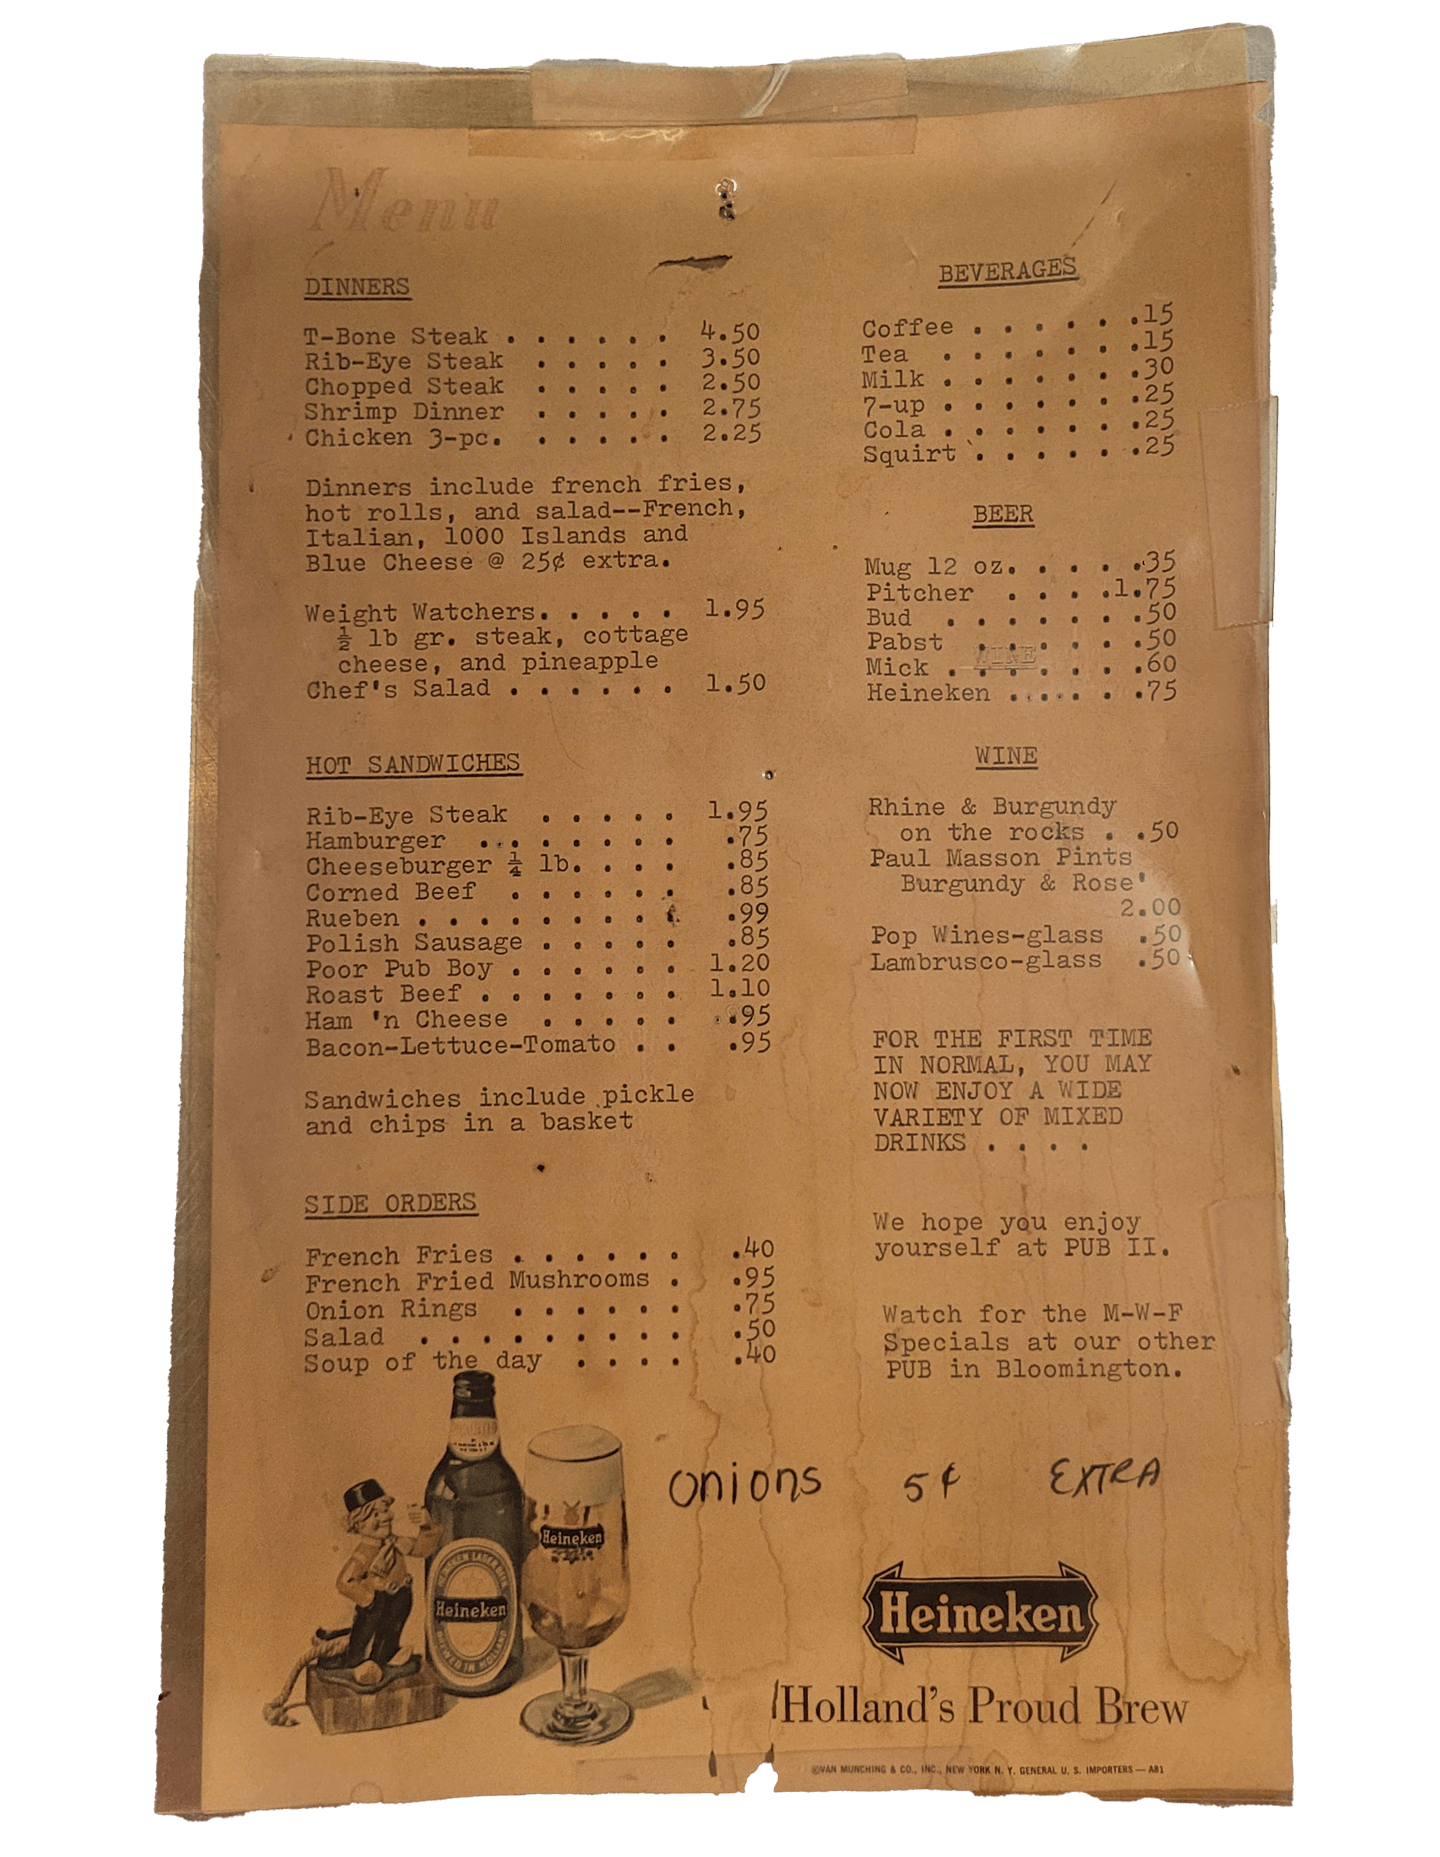 Menu
DINNERS
T-Bone Steak . . . . . . 4.50
Rib-Eye Steak . . . . . 3.50
Chopped Steak . . . . . 2.50
Shrimp Dinner . . . . . 2.75
Chicken 3-pc. . . . . . 2.25
Dinners include french fries,
hot rolls, and salad--French,
Italian, 1000 Islands and
Blue Cheese @ 25¢ extra.
Weight Watchers. . . . . 1.95
½ lb gr. steak, cottage
cheese, and pineapple
Chef's Salad . . . . . . 1.50
HOT SANDWICHES
Rib-Eye Steak . . . . . 1.95
Hamburger . . . . . . . .75
Cheeseburger ¼ lb. . . . .85
Corned Beef . . . . . . .85
Rueben . . . . . . . . . .99
Polish Sausage . . . . . .85
Poor Pub Boy . . . . . . 1.20
Roast Beef . . . . . . . 1.10
Ham 'n Cheese . . . . . .95
Bacon-Lettuce-Tomato . . .95
Sandwiches include pickle
and chips in a basket
SIDE ORDERS
French Fries . . . . . . .40
French Fried Mushrooms . .95
Onion Rings . . . . . . .75
Salad . . . . . . . . . .50
Soup of the day . . . . .40
BEVERAGES
Coffee . . . . . .15
Tea . . . . . . .15
Milk . . . . . . .30
7-up . . . . . . .25
Cola . . . . . . .25
Squirt . . . . . .25
BEER
Mug 12 oz. . . . .35
Pitcher . . . .1.75
Bud . . . . . . .50
Pabst . . . . . .50
WINE
Mick . . . . . . .60
Heineken . . . . .75
WINE
Rhine & Burgundy
on the rocks . .50
Paul Masson Pints
Burgundy & Rose'
2.00
Pop Wines-glass .50
Lambrusco-glass .50
FOR THE FIRST TIME
IN NORMAL, YOU MAY
NOW ENJOY A WIDE
VARIETY OF MIXED
DRINKS . . . .
We hope you enjoy
yourself at PUB II.
Watch for the M-W-F
Specials at our other
PUB in Bloomington.
onions 5¢ EXTRA
Heineken
Heineken
Heineken
Holland's Proud Brew
©VAN MUNCHING & CO., INC., NEW YORK N. Y. GENERAL U. S. IMPORTERS — AB1